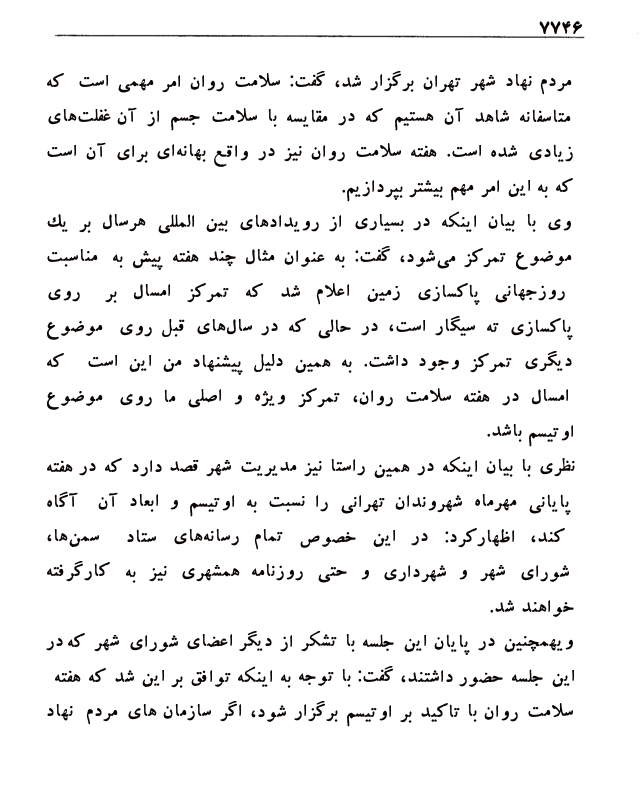 ۷۷۴۶
مردم نهاد شهر تهران برگزار شد، گفت: سلامت روان امر مهمی است که
متاسفانه شاهد آن هستیم که در مقایسه با سلامت جسم از آن غفلت‌های
زیادی شده است. هفته سلامت روان نیز در واقع بهانه‌ای برای آن است
که به این امر مهم بیشتر بپردازیم.
وی با بیان اینکه در بسیاری از رویدادهای بین المللی هرسال بر یك
موضوع تمرکز می‌شود، گفت: به عنوان مثال چند هفته پیش به مناسبت
روزجهانی پاکسازی زمین اعلام شد که تمرکز امسال بر روی
پاکسازی ته سیگار است، در حالی که در سال‌های قبل روی موضوع
دیگری تمرکز وجود داشت. به همین دلیل پیشنهاد من این است که
امسال در هفته سلامت روان، تمرکز ویژه و اصلی ما روی موضوع
اوتیسم باشد.
نظری با بیان اینکه در همین راستا نیز مدیریت شهر قصد دارد که در هفته
پایانی مهرماه شهروندان تهرانی را نسبت به اوتیسم و ابعاد آن آگاه
کند، اظهارکرد: در این خصوص تمام رسانه‌های ستاد سمن‌ها،
شورای شهر و شهرداری و حتی روزنامه همشهری نیز به کارگرفته
خواهند شد.
ویهمچنین در پایان این جلسه با تشکر از دیگر اعضای شورای شهر که در
این جلسه حضور داشتند، گفت: با توجه به اینکه توافق بر این شد که هفته
سلامت روان با تاکید بر اوتیسم برگزار شود، اگر سازمان های مردم نهاد